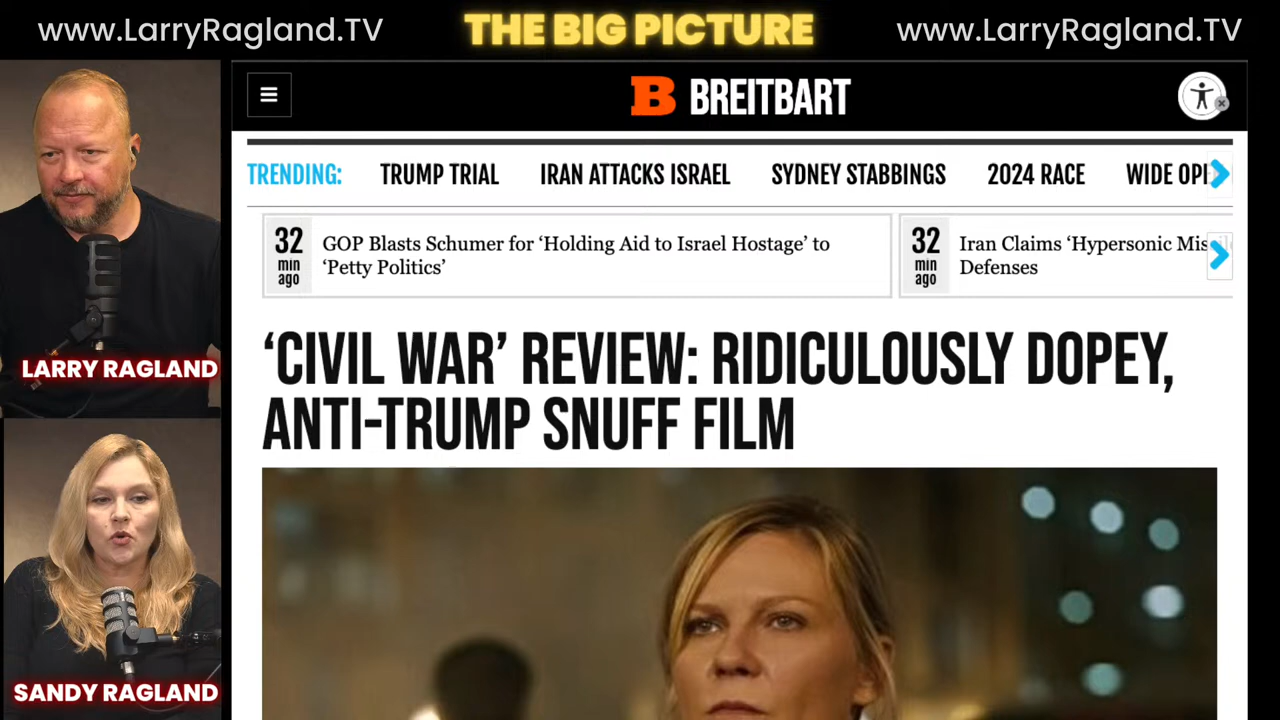 www.LarryRagland.TV
THE BIG PICTURE
www.LarryRagland.TV
B BREITBART
TRENDING: TRUMP TRIAL IRAN ATTACKS ISRAEL SYDNEY STABBINGS 2024 RACE WIDE OP
32 min ago
GOP Blasts Schumer for ‘Holding Aid to Israel Hostage’ to
‘Petty Politics’
32 min ago
Iran Claims ‘Hypersonic
Defenses
‘CIVIL WAR’ REVIEW: RIDICULOUSLY DOPEY,
ANTI-TRUMP SNUFF FILM
LARRY RAGLAND
SANDY RAGLAND